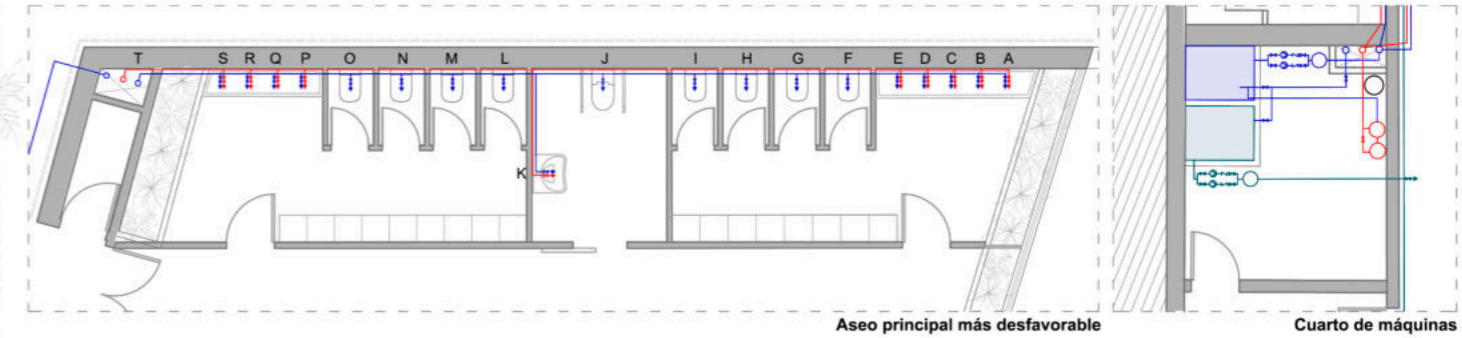 T S R Q P O N M L J I H G F E D C B A
K
Aseo principal más desfavorable
Cuarto de máquinas